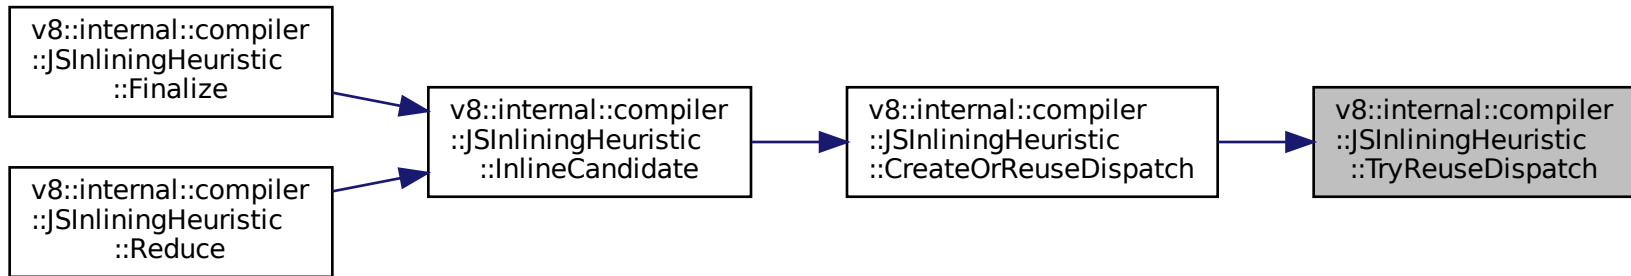 v8::internal::compiler
::JSInliningHeuristic
::Finalize
v8::internal::compiler
::JSInliningHeuristic
::Reduce
v8::internal::compiler
::JSInliningHeuristic
::InlineCandidate
v8::internal::compiler
::JSInliningHeuristic
::CreateOrReuseDispatch
v8::internal::compiler
::JSInliningHeuristic
::TryReuseDispatch